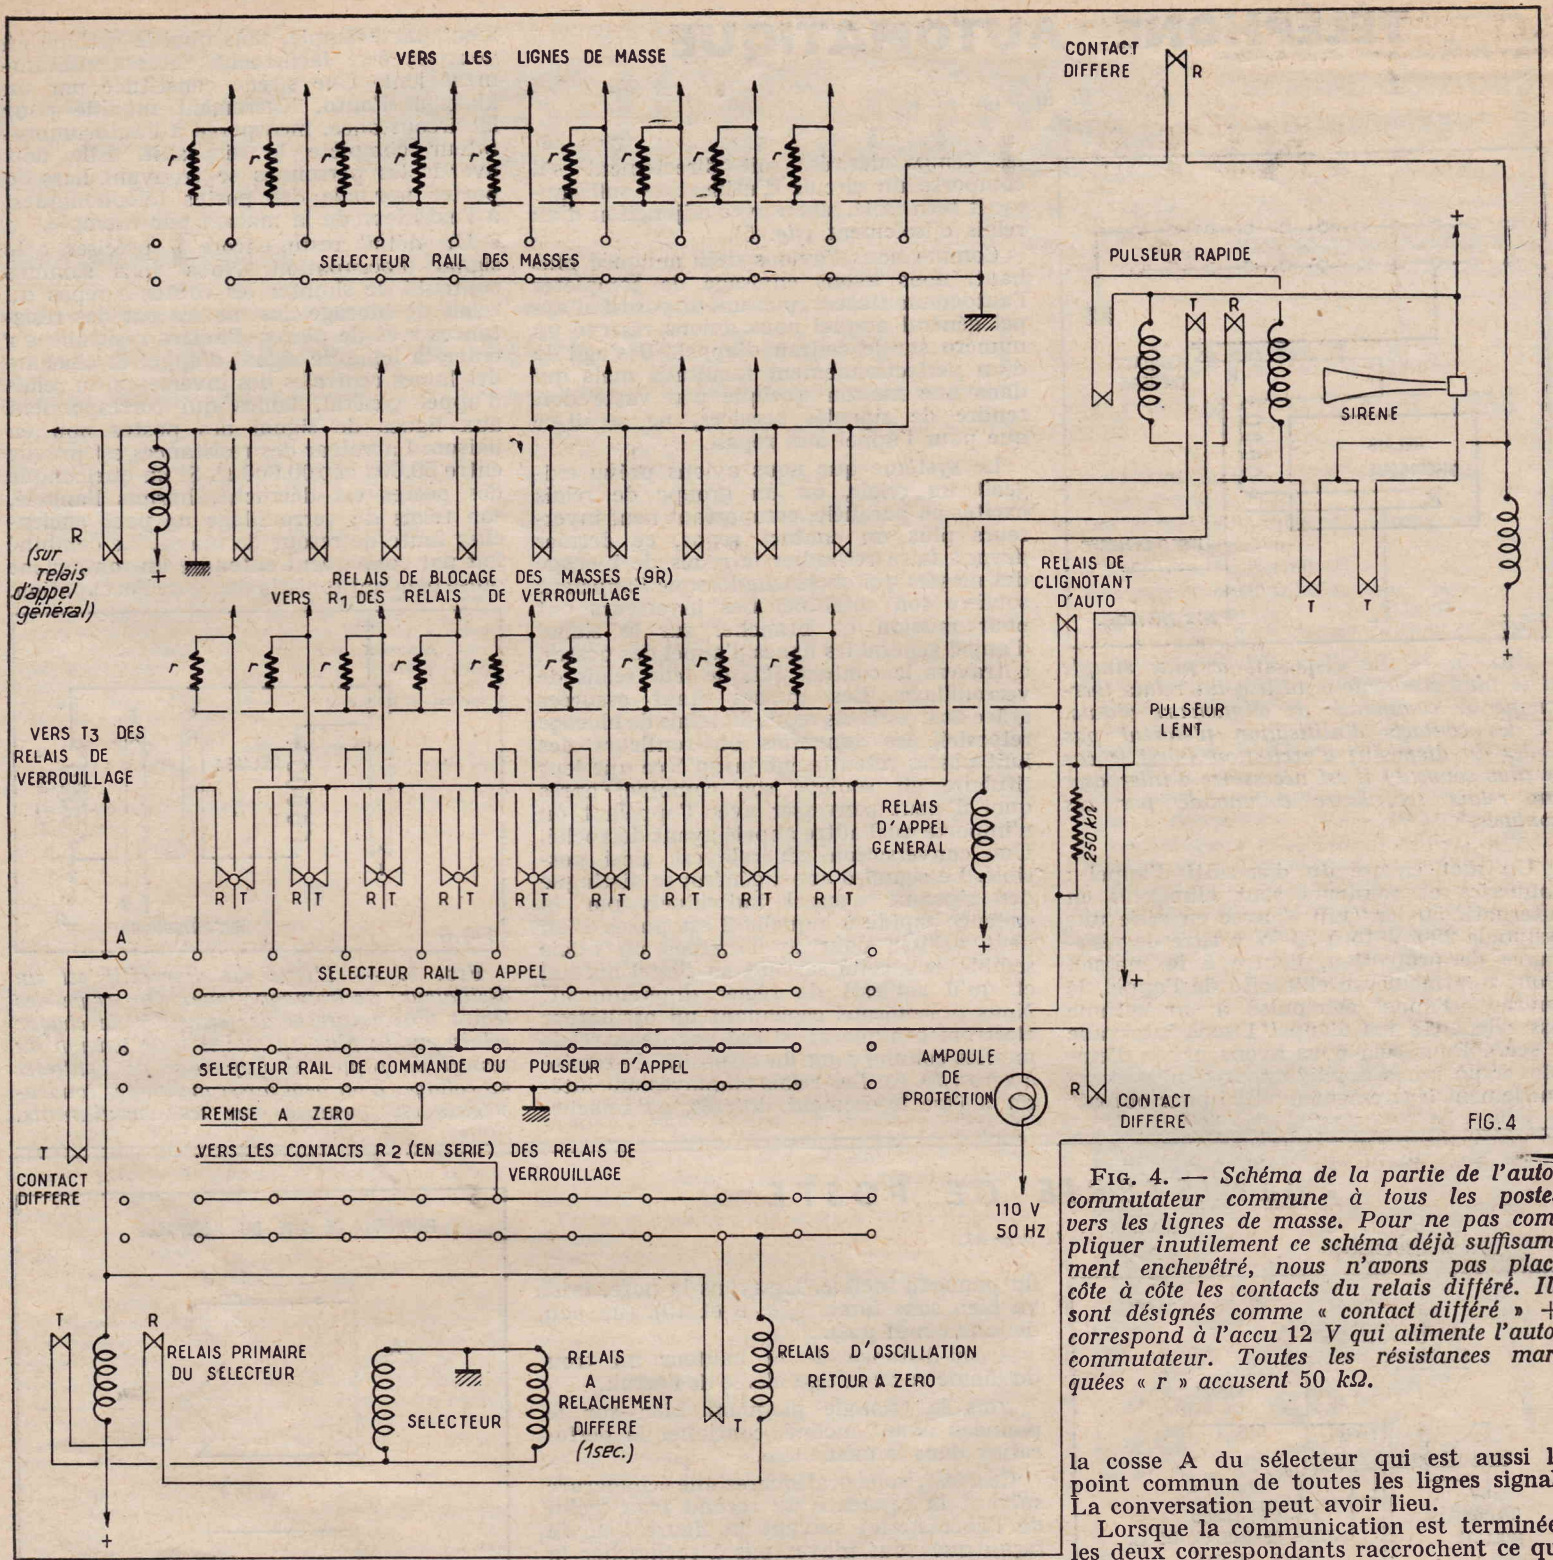 VERS LES LIGNES DE MASSE
CONTACT
DIFFERE
R
r r r r r r r r r
SELECTEUR RAIL DES MASSES
PULSEUR RAPIDE
+
T R
SIRENE
R
(sur
relais
d'appel
général)
+
RELAIS DE BLOCAGE DES MASSES (9R)
VERS R1 DES RELAIS DE VERROUILLAGE
RELAIS DE
CLIGNOTANT
D'AUTO
T T
+
r r r r r r r r r
VERS T3 DES
RELAIS DE
VERROUILLAGE
PULSEUR
LENT
RELAIS
D'APPEL
GENERAL
250 kΩ
R T R T R T R T R T R T R T R T R T
A
+
+
SELECTEUR RAIL D APPEL
SELECTEUR RAIL DE COMMANDE DU PULSEUR D'APPEL
AMPOULE
DE
PROTECTION
R
CONTACT
DIFFERE
REMISE A ZERO
FIG. 4
T
CONTACT
DIFFERE
VERS LES CONTACTS R2 (EN SERIE) DES RELAIS DE
VERROUILLAGE
110 V
50 HZ
T R
RELAIS PRIMAIRE
DU SELECTEUR
SELECTEUR
RELAIS
A
RELACHEMENT
DIFFERE
(1sec.)
T
RELAIS D'OSCILLATION
RETOUR A ZERO
+
FIG. 4. — Schéma de la partie de l'auto
commutateur commune à tous les poste
vers les lignes de masse. Pour ne pas com
pliquer inutilement ce schéma déjà suffisam
ment enchevêtré, nous n'avons pas plac
côte à côte les contacts du relais différé. Il
sont désignés comme « contact différé » +
correspond à l'accu 12 V qui alimente l'auto
commutateur. Toutes les résistances mar
quées « r » accusent 50 kΩ.
la cosse A du sélecteur qui est aussi l
point commun de toutes les lignes signa
La conversation peut avoir lieu.
Lorsque la communication est terminée
les deux correspondants raccrochent ce qu